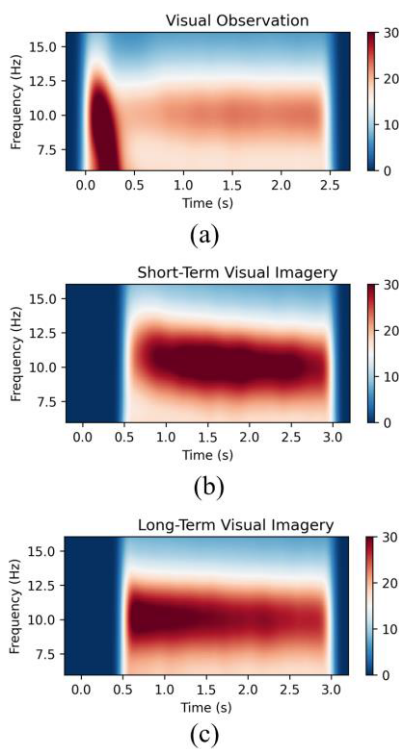 Visual Observation
Frequency (Hz)
15.0
12.5
10.0
7.5
0.0 0.5 1.0 1.5 2.0 2.5
Time (s)
30
20
10
0
(a)
Short-Term Visual Imagery
Frequency (Hz)
15.0
12.5
10.0
7.5
0.0 0.5 1.0 1.5 2.0 2.5 3.0
Time (s)
30
20
10
0
(b)
Long-Term Visual Imagery
Frequency (Hz)
15.0
12.5
10.0
7.5
0.0 0.5 1.0 1.5 2.0 2.5 3.0
Time (s)
30
20
10
0
(c)